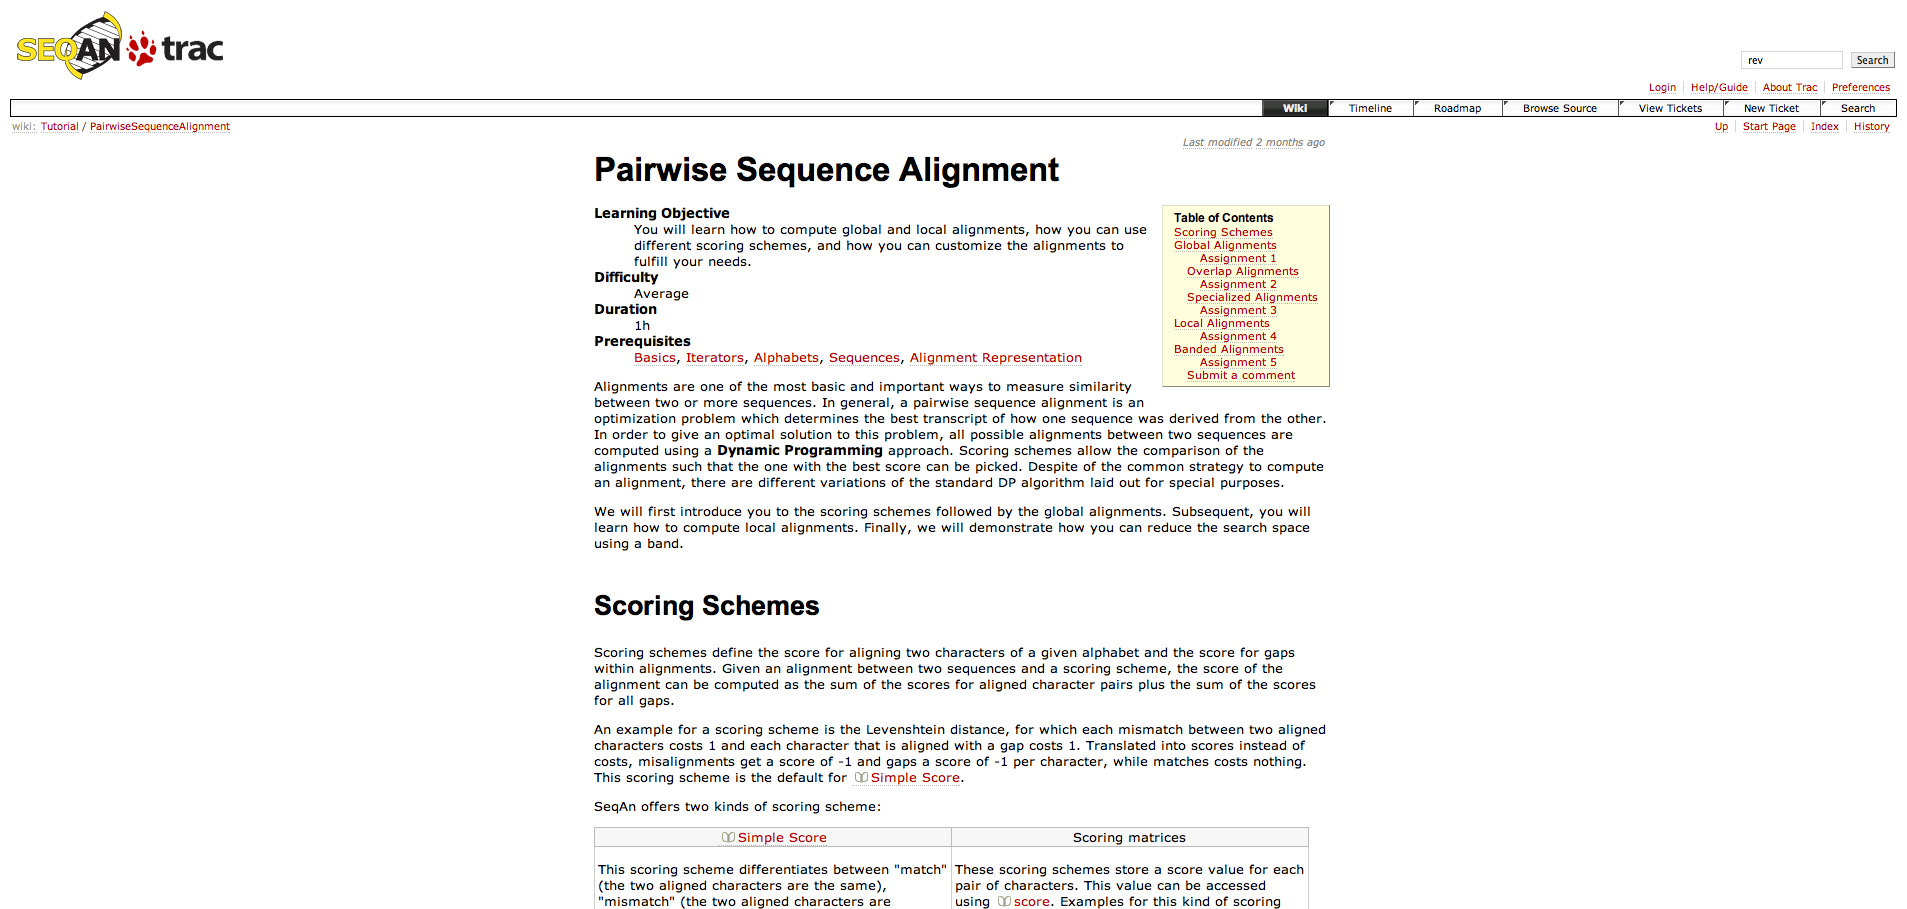 SEQAN trac
rev
Search
Login Help/Guide About Trac Preferences
Wiki Timeline Roadmap Browse Source View Tickets New Ticket Search
wiki: Tutorial / PairwiseSequenceAlignment
Up Start Page Index History
Last modified 2 months ago
Pairwise Sequence Alignment
Learning Objective
You will learn how to compute global and local alignments, how you can use
different scoring schemes, and how you can customize the alignments to
fulfill your needs.
Difficulty
Average
Duration
1h
Prerequisites
Basics, Iterators, Alphabets, Sequences, Alignment Representation
Table of Contents
Scoring Schemes
Global Alignments
Assignment 1
Overlap Alignments
Assignment 2
Specialized Alignments
Assignment 3
Local Alignments
Assignment 4
Banded Alignments
Assignment 5
Submit a comment
Alignments are one of the most basic and important ways to measure similarity
between two or more sequences. In general, a pairwise sequence alignment is an
optimization problem which determines the best transcript of how one sequence was derived from the other.
In order to give an optimal solution to this problem, all possible alignments between two sequences are
computed using a Dynamic Programming approach. Scoring schemes allow the comparison of the
alignments such that the one with the best score can be picked. Despite of the common strategy to compute
an alignment, there are different variations of the standard DP algorithm laid out for special purposes.
We will first introduce you to the scoring schemes followed by the global alignments. Subsequent, you will
learn how to compute local alignments. Finally, we will demonstrate how you can reduce the search space
using a band.
Scoring Schemes
Scoring schemes define the score for aligning two characters of a given alphabet and the score for gaps
within alignments. Given an alignment between two sequences and a scoring scheme, the score of the
alignment can be computed as the sum of the scores for aligned character pairs plus the sum of the scores
for all gaps.
An example for a scoring scheme is the Levenshtein distance, for which each mismatch between two aligned
characters costs 1 and each character that is aligned with a gap costs 1. Translated into scores instead of
costs, misalignments get a score of -1 and gaps a score of -1 per character, while matches costs nothing.
This scoring scheme is the default for Simple Score.
SeqAn offers two kinds of scoring scheme:
Simple Score
This scoring scheme differentiates between "match"
(the two aligned characters are the same),
"mismatch" (the two aligned characters are
Scoring matrices
These scoring schemes store a score value for each
pair of characters. This value can be accessed
using score. Examples for this kind of scoring